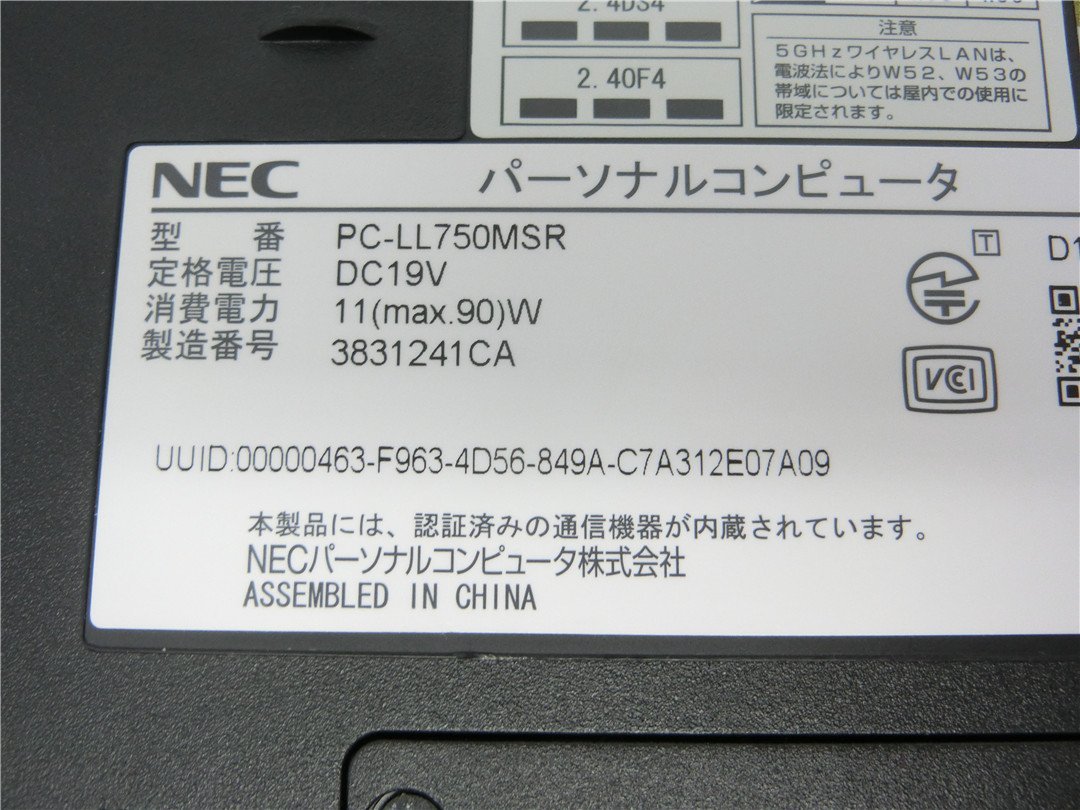 2.4DS4
2.40F4
注意
5GHzワイヤレスLANは、
電波法によりW52、W53の
帯域については屋内での使用に
限定されます。
NEC パーソナルコンピュータ
型 番 PC-LL750MSR
定格電圧 DC19V
消費電力 11(max.90)W
製造番号 3831241CA
T
D1
VCI
UUID:00000463-F963-4D56-849A-C7A312E07A09
本製品には、認証済みの通信機器が内蔵されています。
NECパーソナルコンピュータ株式会社
ASSEMBLED IN CHINA